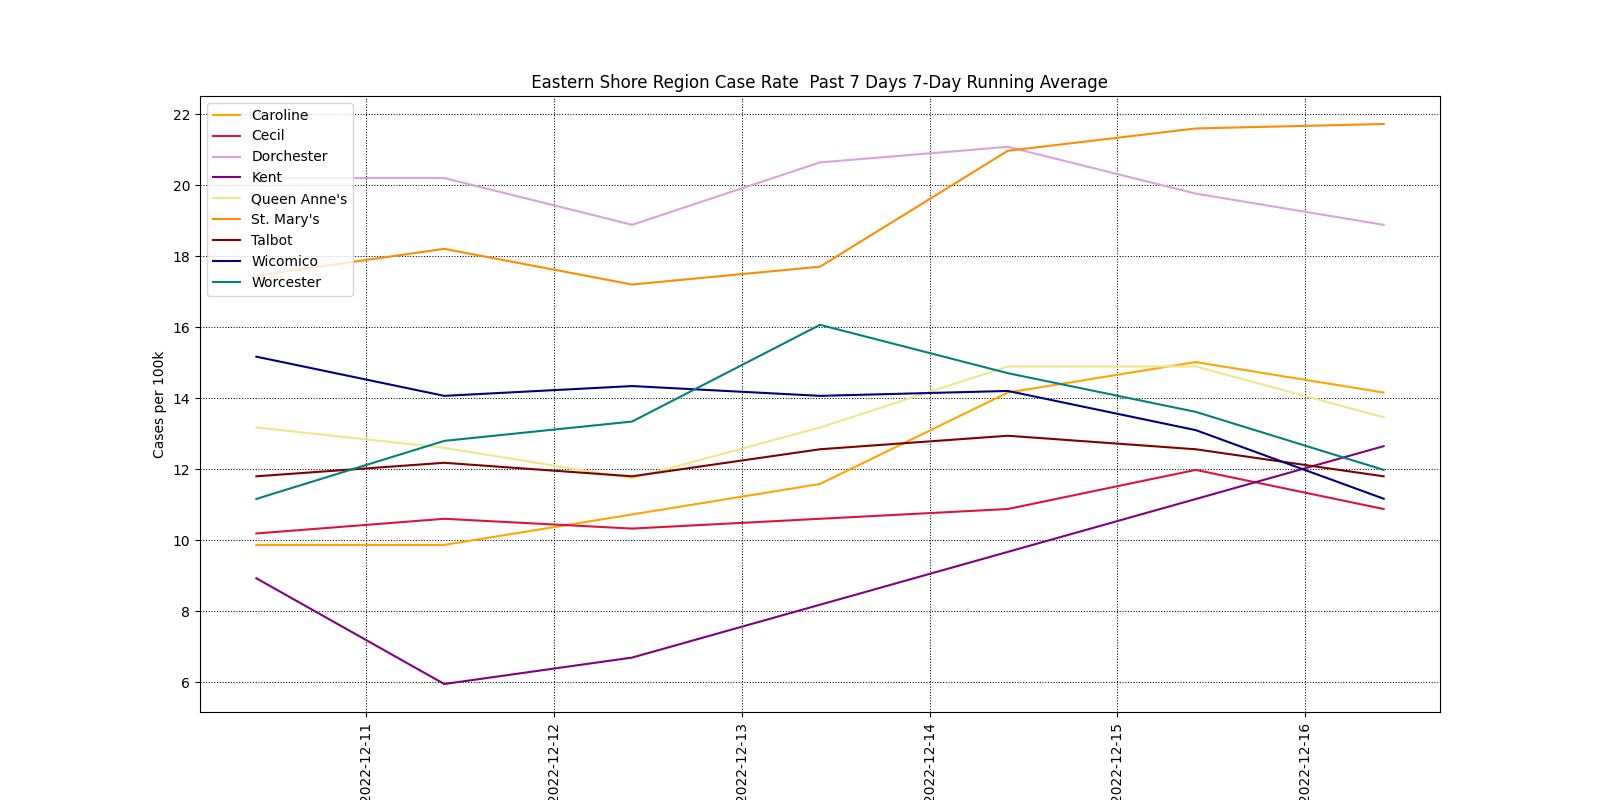 Eastern Shore Region Case Rate  Past 7 Days 7-Day Running Average
Cases per 100k
22
20
18
16
14
12
10
8
6
Caroline
Cecil
Dorchester
Kent
Queen Anne's
St. Mary's
Talbot
Wicomico
Worcester
2022-12-11
2022-12-12
2022-12-13
2022-12-14
2022-12-15
2022-12-16